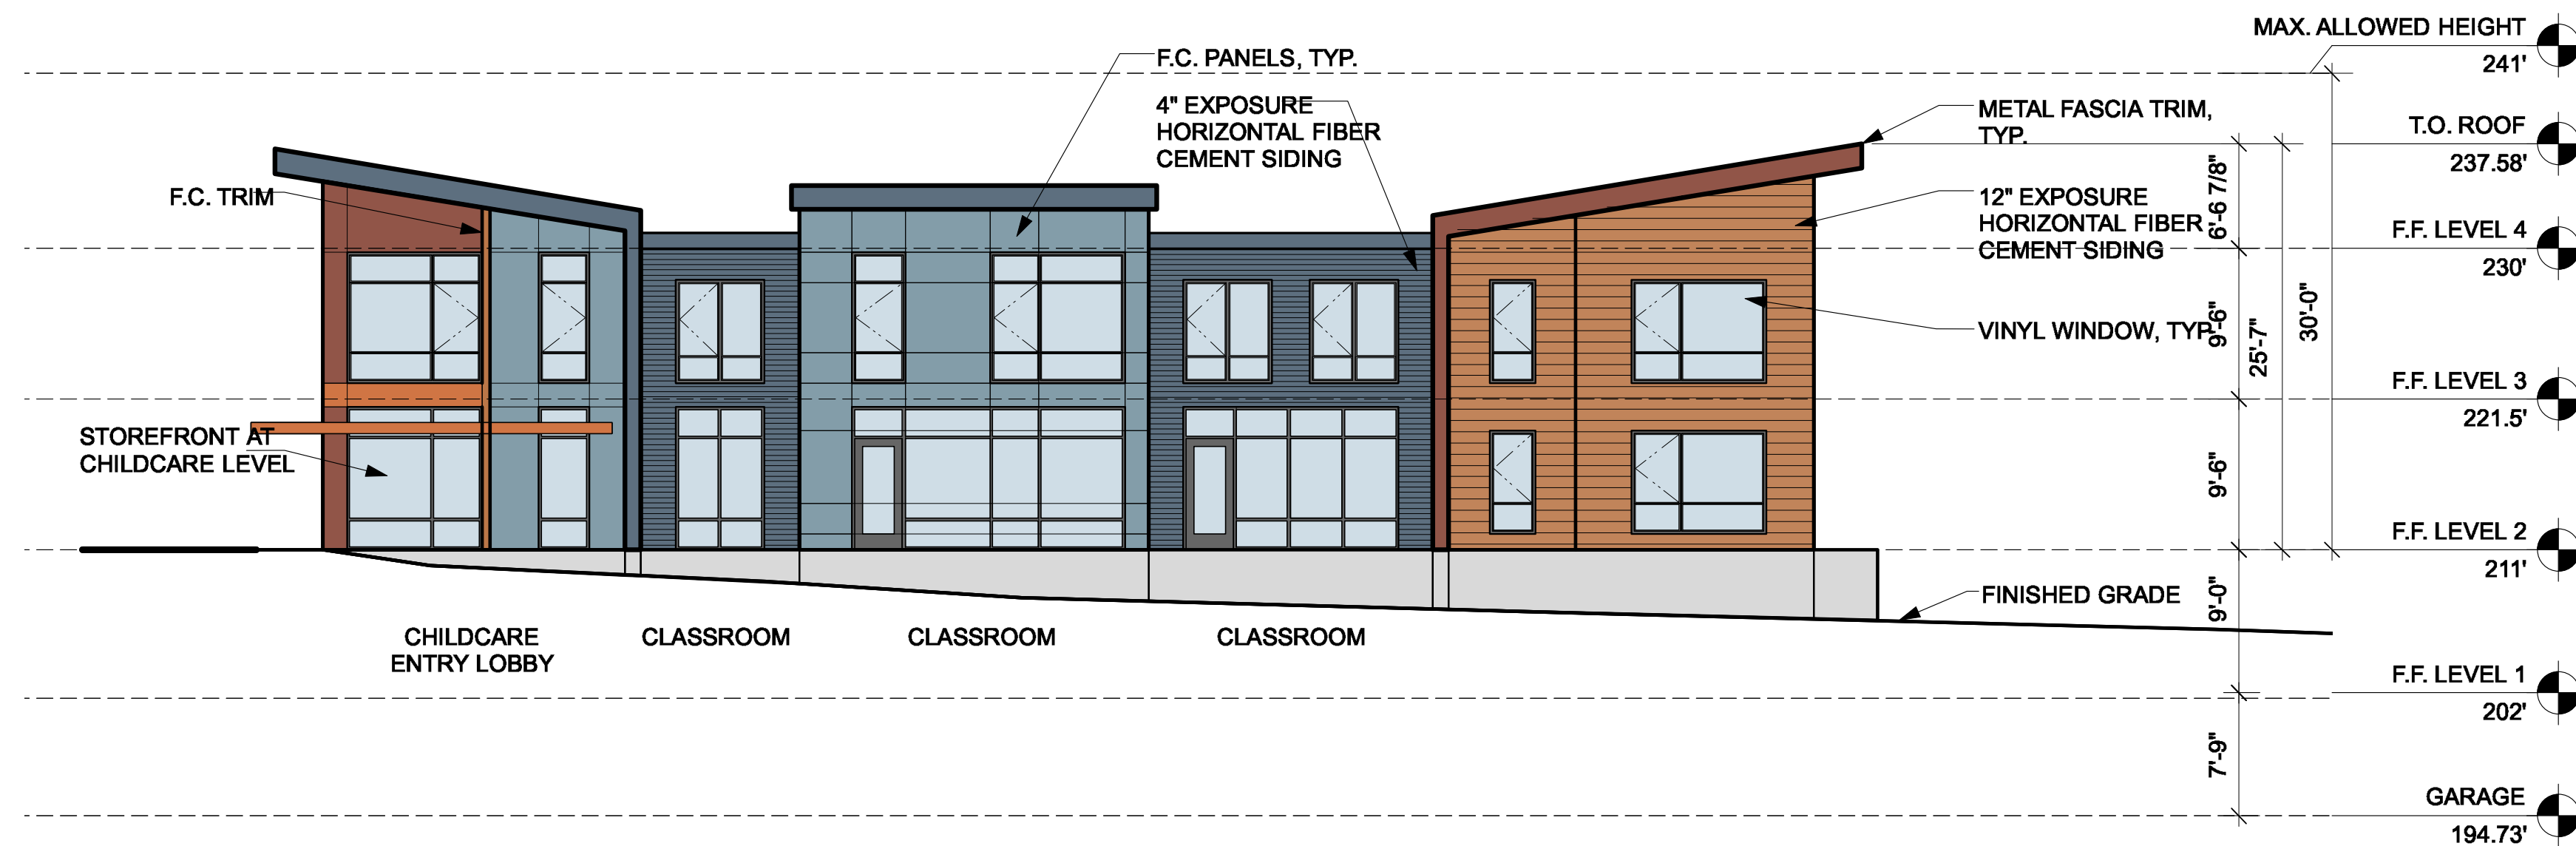 MAX. ALLOWED HEIGHT
241'
F.C. PANELS, TYP.
4" EXPOSURE
HORIZONTAL FIBER
CEMENT SIDING
METAL FASCIA TRIM,
TYP.
T.O. ROOF
237.58'
F.C. TRIM
12" EXPOSURE
HORIZONTAL FIBER
CEMENT SIDING
6'-6 7/8"
F.F. LEVEL 4
230'
VINYL WINDOW, TYP
9'-6"
25'-7"
30'-0"
F.F. LEVEL 3
221.5'
STOREFRONT AT
CHILDCARE LEVEL
9'-6"
F.F. LEVEL 2
211'
FINISHED GRADE
9'-0"
CHILDCARE
ENTRY LOBBY
CLASSROOM
CLASSROOM
CLASSROOM
F.F. LEVEL 1
202'
7'-9"
GARAGE
194.73'